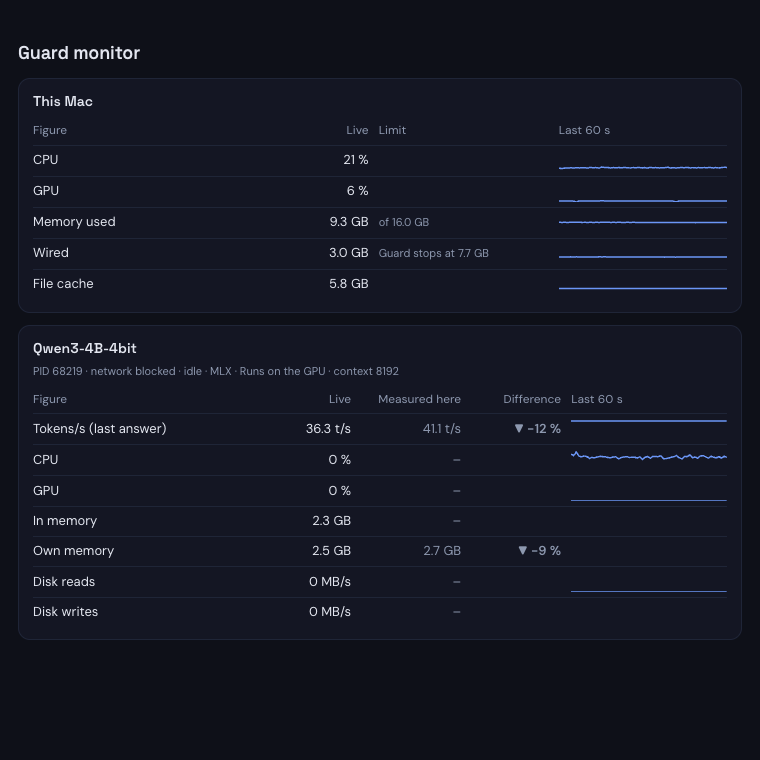 Guard monitor
This Mac
Figure Live Limit Last 60 s
CPU 21 %
GPU 6 %
Memory used 9.3 GB of 16.0 GB
Wired 3.0 GB Guard stops at 7.7 GB
File cache 5.8 GB
Qwen3-4B-4bit
PID 68219 · network blocked · idle · MLX · Runs on the GPU · context 8192
Figure Live Measured here Difference Last 60 s
Tokens/s (last answer) 36.3 t/s 41.1 t/s ▼ −12 %
CPU 0 % –
GPU 0 % –
In memory 2.3 GB –
Own memory 2.5 GB 2.7 GB ▼ −9 %
Disk reads 0 MB/s –
Disk writes 0 MB/s –